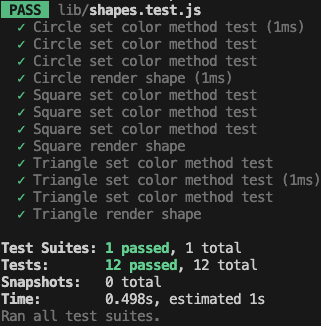 PASS lib/shapes.test.js
✓ Circle set color method test (1ms)
✓ Circle set color method test
✓ Circle set color method test
✓ Circle render shape (1ms)
✓ Square set color method test
✓ Square set color method test
✓ Square set color method test
✓ Square render shape
✓ Triangle set color method test
✓ Triangle set color method test (1ms)
✓ Triangle set color method test
✓ Triangle render shape
Test Suites: 1 passed, 1 total
Tests: 12 passed, 12 total
Snapshots: 0 total
Time: 0.498s, estimated 1s
Ran all test suites.